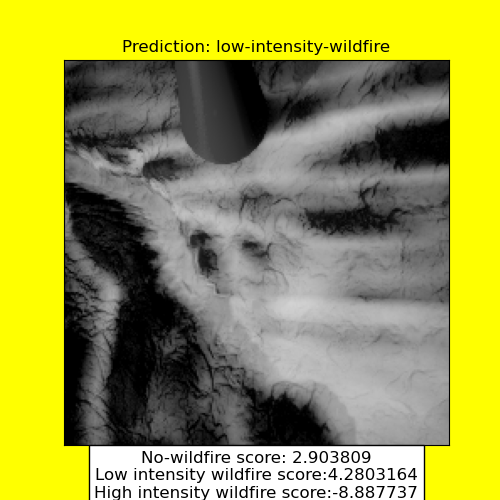 Prediction: low-intensity-wildfire
No-wildfire score: 2.903809
Low intensity wildfire score:4.2803164
High intensity wildfire score:-8.887737